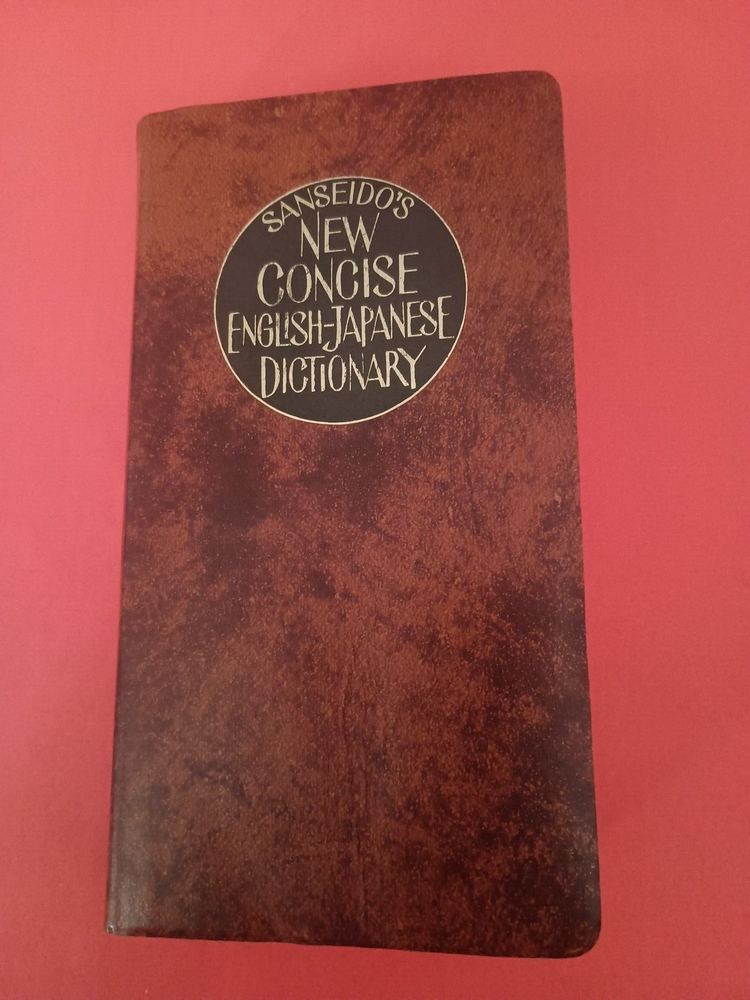 SANSEIDO'S
NEW
CONCISE
ENGLISH-JAPANESE
DICTIONARY